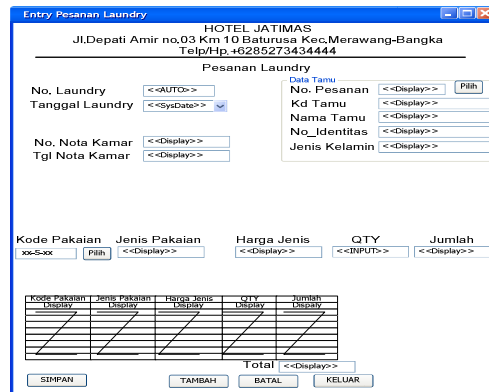 Entry Pesanan Laundry
HOTEL JATIMAS
Jl.Depati Amir no.03 Km 10 Baturusa Kec.Merawang-Bangka
Telp/Hp.+6285273434444
Pesanan Laundry
Data Tamu
No. Laundry <<AUTO>> No. Pesanan <<Display>> Pilih
Tanggal Laundry <<SysDate>> Kd Tamu <<Display>>
Nama Tamu <<Display>>
No_Identitas <<Display>>
No. Nota Kamar <<Display>> Jenis Kelamin <<Display>>
Tgl Nota Kamar <<Display>>
Kode Pakaian Jenis Pakaian Harga Jenis QTY Jumlah
xx-5-xx Pilih <<Display>> <<Display>> <<INPUT>> <<Display>>
Kode Pakaian Jenis Pakaian Harga Jenis QTY Jumlah
Display Display Display Display Dispaly
Total <<Display>>
SIMPAN TAMBAH BATAL KELUAR